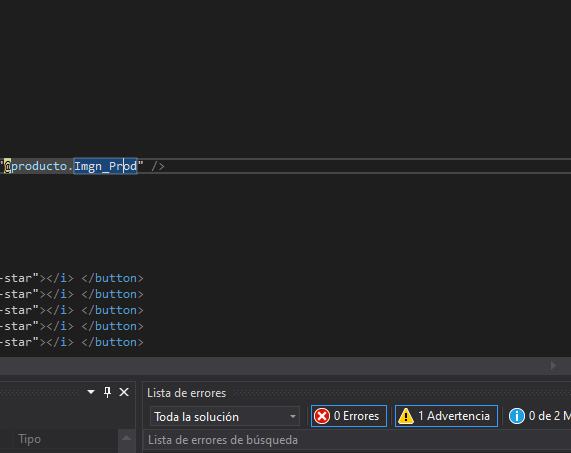 "@producto.Imgn_Prod" />
-star"></i> </button>
-star"></i> </button>
-star"></i> </button>
-star"></i> </button>
-star"></i> </button>
Lista de errores
Toda la solución
0 Errores
1 Advertencia
0 de 2 M
Tipo
Lista de errores de búsqueda